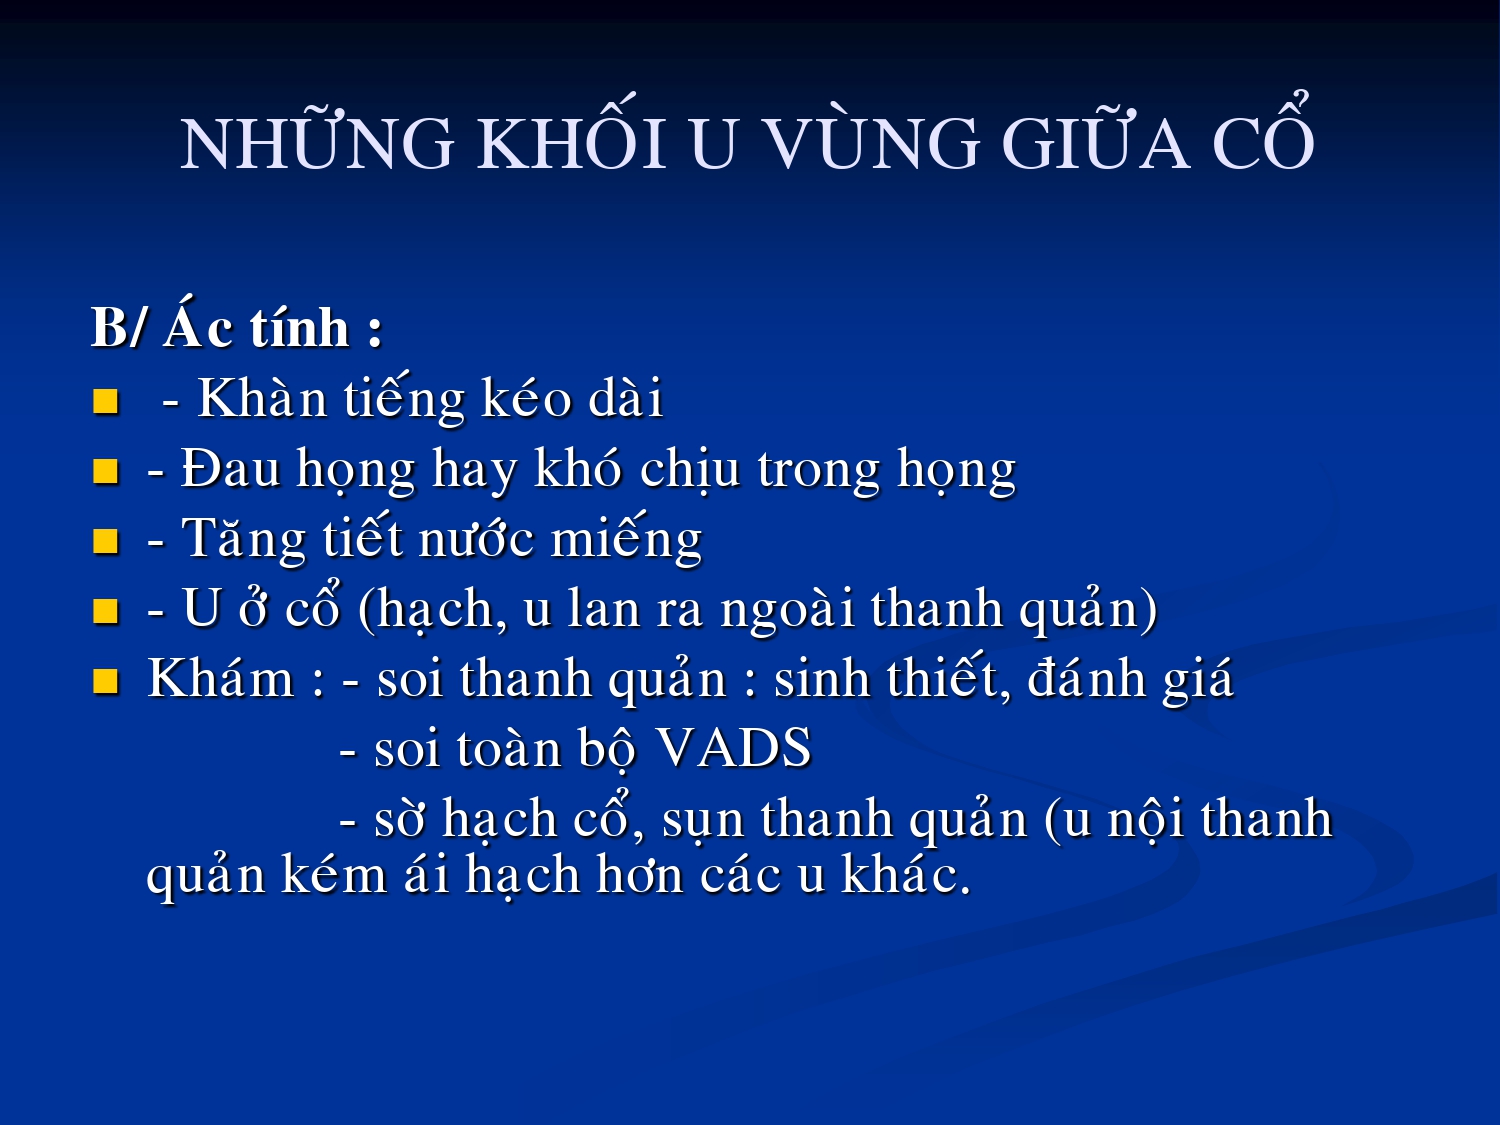 NHỮNG KHỐI U VÙNG GIỮA CỔ
B/ Ác tính :
- Khàn tiếng kéo dài
- Đau họng hay khó chịu trong họng
- Tăng tiết nước miếng
- U ở cổ (hạch, u lan ra ngoài thanh quản)
Khám : - soi thanh quản : sinh thiết, đánh giá
- soi toàn bộ VADS
- sờ hạch cổ, sụn thanh quản (u nội thanh
quản kém ái hạch hơn các u khác.